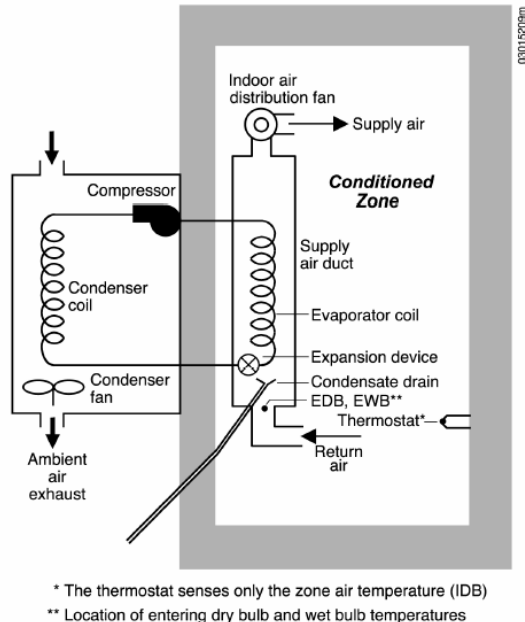 03015209m
Indoor air
distribution fan
Supply air
Compressor
Conditioned
Zone
Supply
air duct
Condenser
coil
Evaporator coil
Expansion device
Condenser
fan
Condensate drain
EDB, EWB**
Thermostat*
Return
air
Ambient
air
exhaust
* The thermostat senses only the zone air temperature (IDB)
** Location of entering dry bulb and wet bulb temperatures